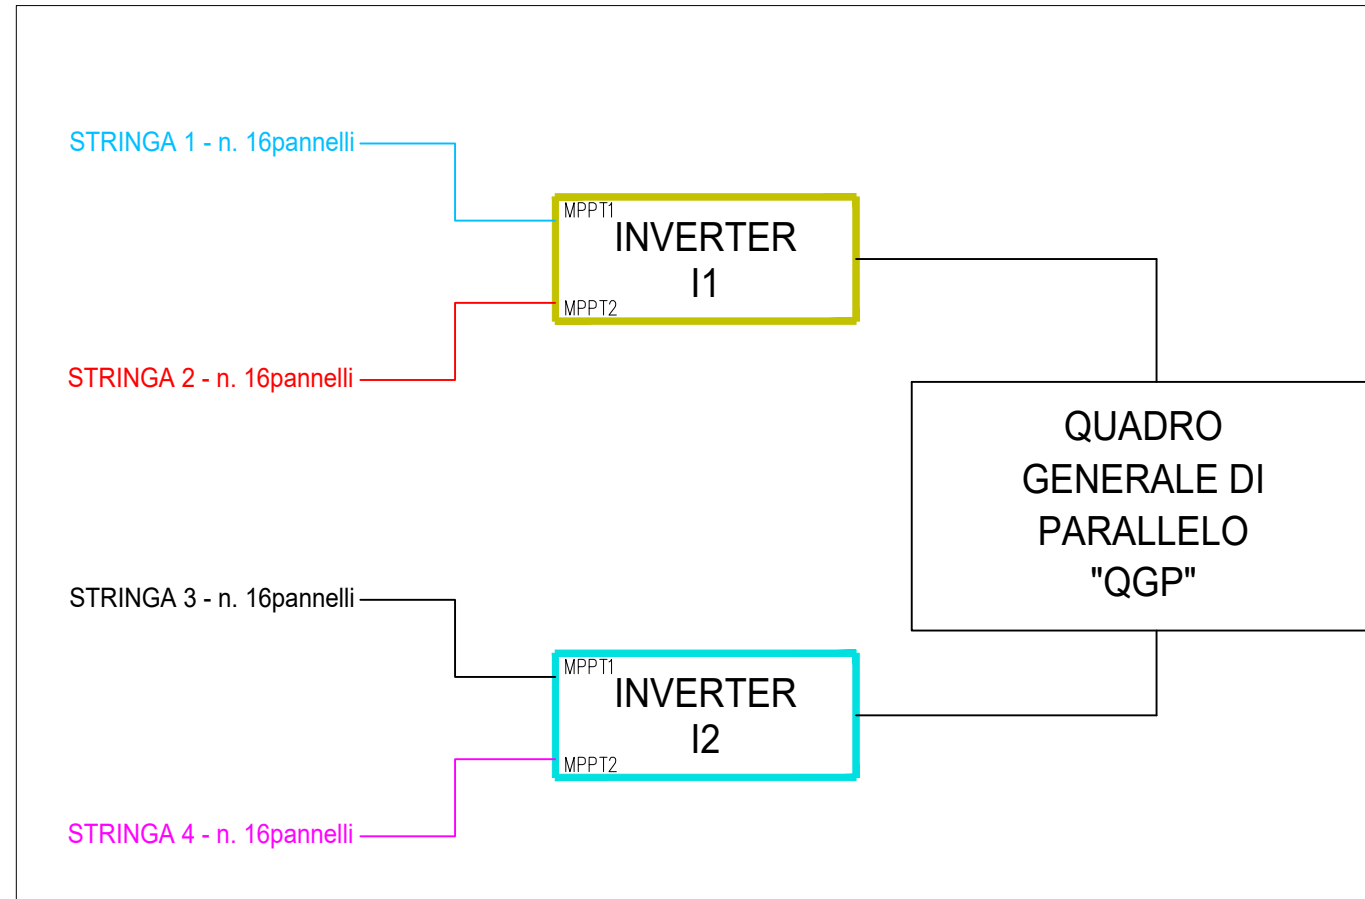 STRINGA 1 - n. 16pannelli
MPPT1
INVERTER
I1
MPPT2
STRINGA 2 - n. 16pannelli
QUADRO
GENERALE DI
PARALLELO
"QGP"
STRINGA 3 - n. 16pannelli
MPPT1
INVERTER
I2
MPPT2
STRINGA 4 - n. 16pannelli